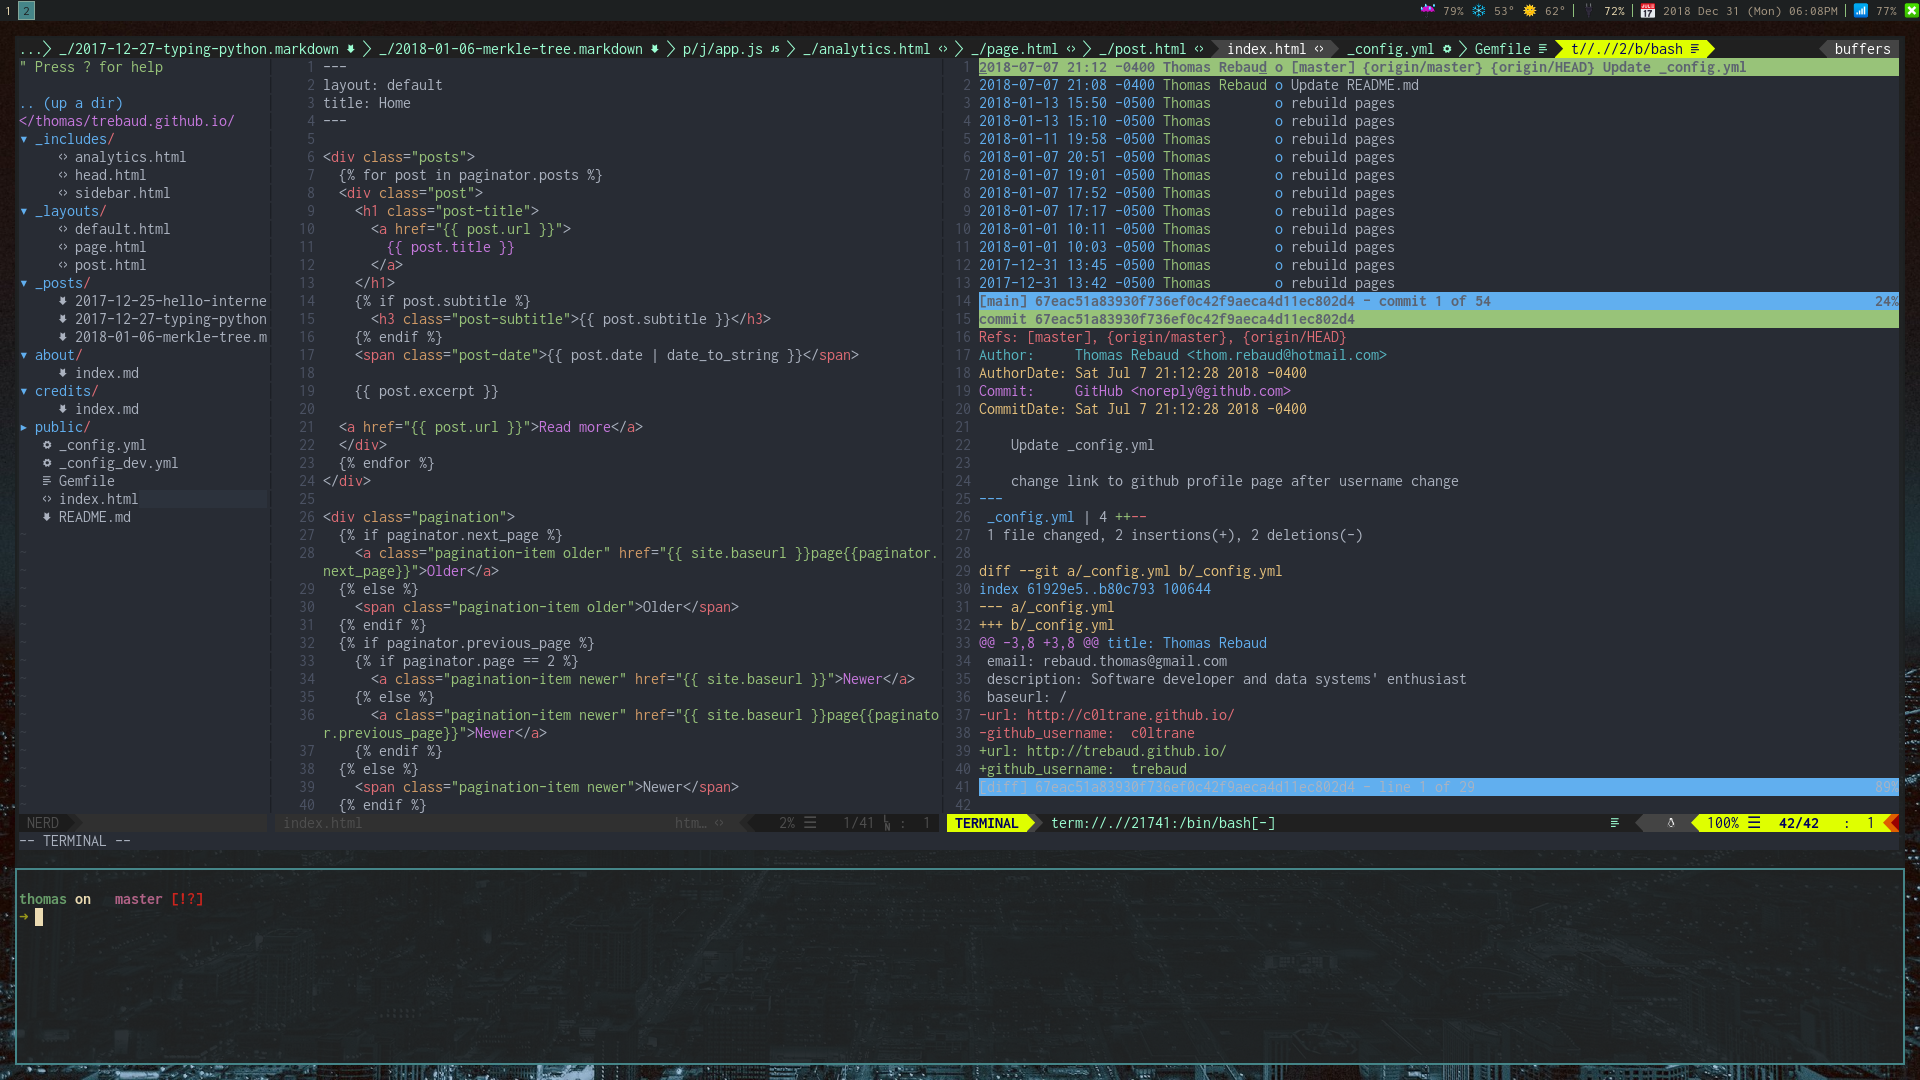 1 2 79% 53° 62° | 72% | 2018 Dec 31 (Mon) 06:08PM | 77%
...> _/2017-12-27-typing-python.markdown > _/2018-01-06-merkle-tree.markdown > p/j/app.js > _/analytics.html <> > _/page.html <> > _/post.html <> index.html <> _config.yml > Gemfile t//.//2/b/bash buffers
" Press ? for help
.. (up a dir)
</thomas/trebaud.github.io/
▾ _includes/
<> analytics.html
<> head.html
<> sidebar.html
▾ _layouts/
<> default.html
<> page.html
<> post.html
▾ _posts/
2017-12-25-hello-interne
2017-12-27-typing-python
2018-01-06-merkle-tree.m
▾ about/
index.md
▾ credits/
index.md
▸ public/
_config.yml
_config_dev.yml
Gemfile
<> index.html
README.md
NERD
1 ---
2 layout: default
3 title: Home
4 ---
5
6 <div class="posts">
7 {% for post in paginator.posts %}
8 <div class="post">
9 <h1 class="post-title">
10 <a href="{{ post.url }}">
11 {{ post.title }}
12 </a>
13 </h1>
14 {% if post.subtitle %}
15 <h3 class="post-subtitle">{{ post.subtitle }}</h3>
16 {% endif %}
17 <span class="post-date">{{ post.date | date_to_string }}</span>
18
19 {{ post.excerpt }}
20
21 <a href="{{ post.url }}">Read more</a>
22 </div>
23 {% endfor %}
24 </div>
25
26 <div class="pagination">
27 {% if paginator.next_page %}
28 <a class="pagination-item older" href="{{ site.baseurl }}page{{paginator.
next_page}}">Older</a>
29 {% else %}
30 <span class="pagination-item older">Older</span>
31 {% endif %}
32 {% if paginator.previous_page %}
33 {% if paginator.page == 2 %}
34 <a class="pagination-item newer" href="{{ site.baseurl }}">Newer</a>
35 {% else %}
36 <a class="pagination-item newer" href="{{ site.baseurl }}page{{paginato
r.previous_page}}">Newer</a>
37 {% endif %}
38 {% else %}
39 <span class="pagination-item newer">Newer</span>
40 {% endif %}
index.html htm… <> 2% ☰ 1/41 LN : 1
1 2018-07-07 21:12 -0400 Thomas Rebaud o [master] {origin/master} {origin/HEAD} Update _config.yml
2 2018-07-07 21:08 -0400 Thomas Rebaud o Update README.md
3 2018-01-13 15:50 -0500 Thomas o rebuild pages
4 2018-01-13 15:10 -0500 Thomas o rebuild pages
5 2018-01-11 19:58 -0500 Thomas o rebuild pages
6 2018-01-07 20:51 -0500 Thomas o rebuild pages
7 2018-01-07 19:01 -0500 Thomas o rebuild pages
8 2018-01-07 17:52 -0500 Thomas o rebuild pages
9 2018-01-07 17:17 -0500 Thomas o rebuild pages
10 2018-01-01 10:11 -0500 Thomas o rebuild pages
11 2018-01-01 10:03 -0500 Thomas o rebuild pages
12 2017-12-31 13:45 -0500 Thomas o rebuild pages
13 2017-12-31 13:42 -0500 Thomas o rebuild pages
14 [main] 67eac51a83930f736ef0c42f9aeca4d11ec802d4 - commit 1 of 54 24%
15 commit 67eac51a83930f736ef0c42f9aeca4d11ec802d4
16 Refs: [master], {origin/master}, {origin/HEAD}
17 Author: Thomas Rebaud <thom.rebaud@hotmail.com>
18 AuthorDate: Sat Jul 7 21:12:28 2018 -0400
19 Commit: GitHub <noreply@github.com>
20 CommitDate: Sat Jul 7 21:12:28 2018 -0400
21
22 Update _config.yml
23
24 change link to github profile page after username change
25 ---
26 _config.yml | 4 ++--
27 1 file changed, 2 insertions(+), 2 deletions(-)
28
29 diff --git a/_config.yml b/_config.yml
30 index 61929e5..b80c793 100644
31 --- a/_config.yml
32 +++ b/_config.yml
33 @@ -3,8 +3,8 @@ title: Thomas Rebaud
34 email: rebaud.thomas@gmail.com
35 description: Software developer and data systems' enthusiast
36 baseurl: /
37 -url: http://c0ltrane.github.io/
38 -github_username: c0ltrane
39 +url: http://trebaud.github.io/
40 +github_username: trebaud
41 [diff] 67eac51a83930f736ef0c42f9aeca4d11ec802d4 - line 1 of 29 89%
42
TERMINAL term://.//21741:/bin/bash[-] 100% ☰ 42/42 : 1
-- TERMINAL --
thomas on master [!?]
➜